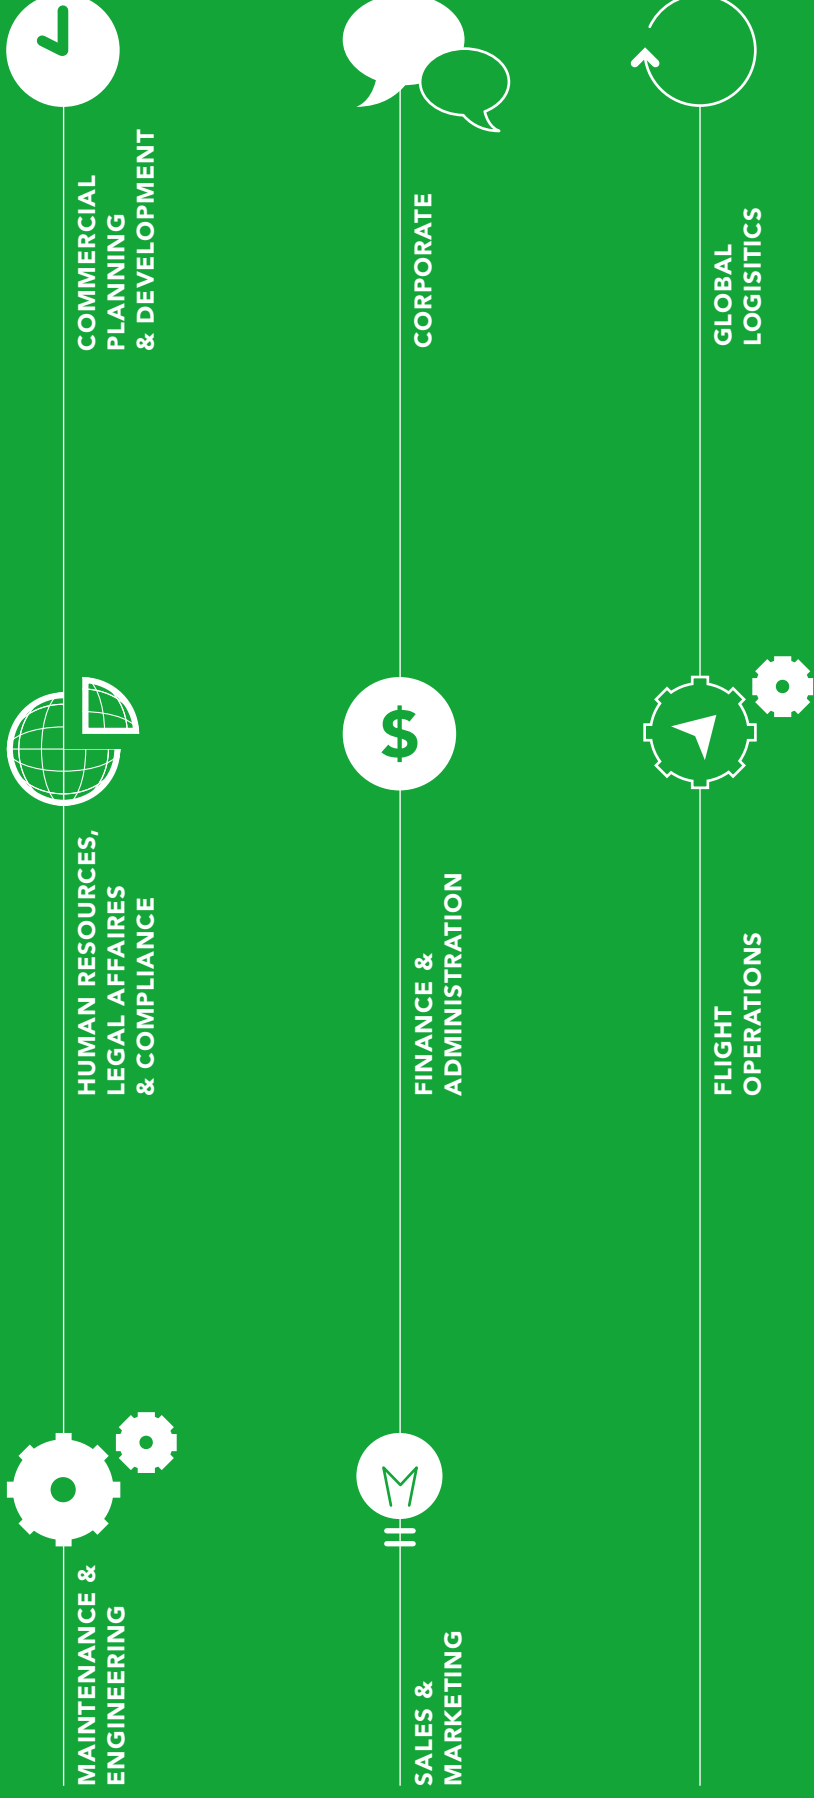 COMMERCIAL
PLANNING
& DEVELOPMENT
CORPORATE
GLOBAL
LOGISITICS
HUMAN RESOURCES,
LEGAL AFFAIRES
& COMPLIANCE
$
FINANCE &
ADMINISTRATION
FLIGHT
OPERATIONS
MAINTENANCE &
ENGINEERING
SALES &
MARKETING